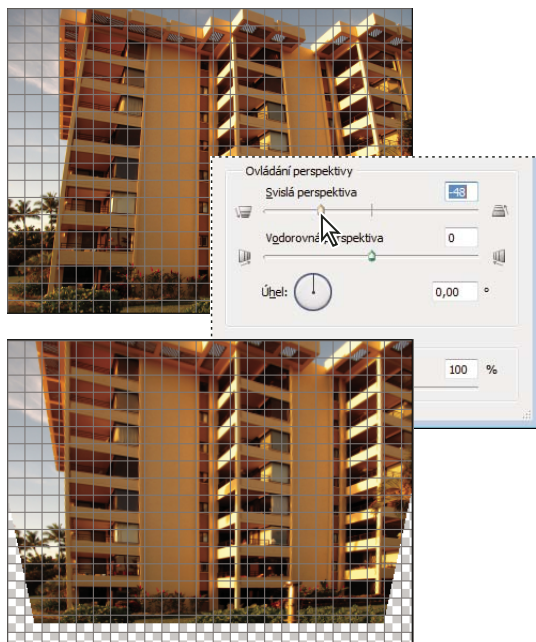 Ovládání perspektivy
Svislá perspektiva
-48
Vodorovná perspektiva
0
Úhel:
0,00 °
100 %